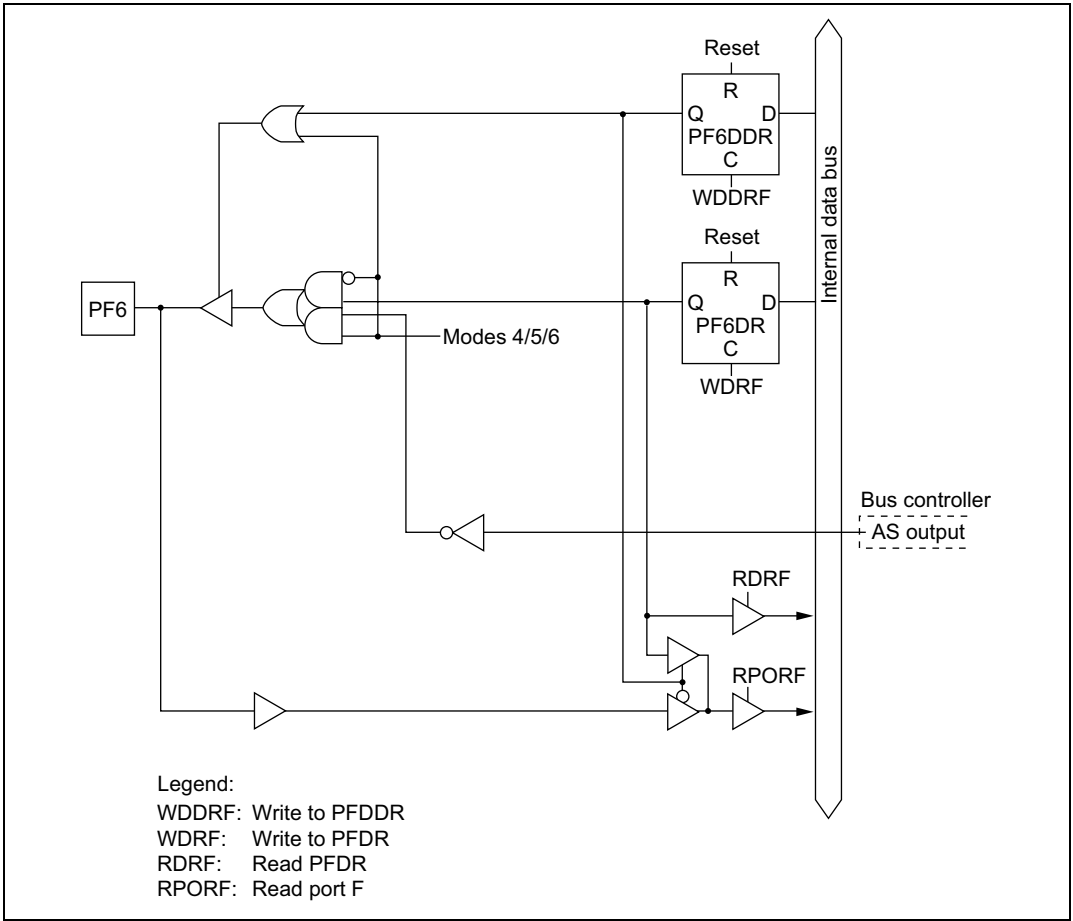 Reset
R
Q D
PF6DDR
C
WDDRF
Internal data bus
Reset
R
Q D
PF6DR
C
WDRF
PF6
Modes 4/5/6
Bus controller
AS output
RDRF
RPORF
Legend:
WDDRF: Write to PFDDR
WDRF: Write to PFDR
RDRF: Read PFDR
RPORF: Read port F